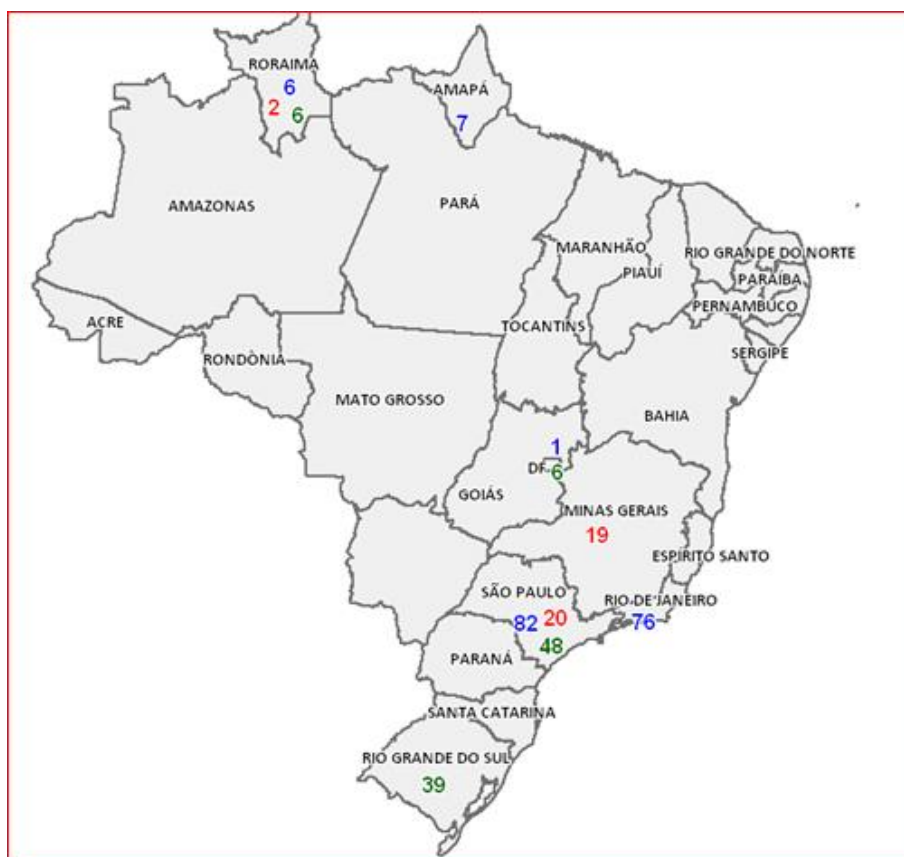 RORAIMA
6
2
6
AMAPÁ
7
AMAZONAS
PARÁ
MARANHÃO
PIAUÍ
RIO GRANDE DO NORTE
PARAÍBA
PERNAMBUCO
ACRE
RONDÔNIA
TOCANTINS
SERGIPE
MATO GROSSO
BAHIA
1
DF
6
GOIÁS
MINAS GERAIS
19
ESPÍRITO SANTO
SÃO PAULO
RIO DE JANEIRO
82
20
76
48
PARANÁ
SANTA CATARINA
RIO GRANDE DO SUL
39